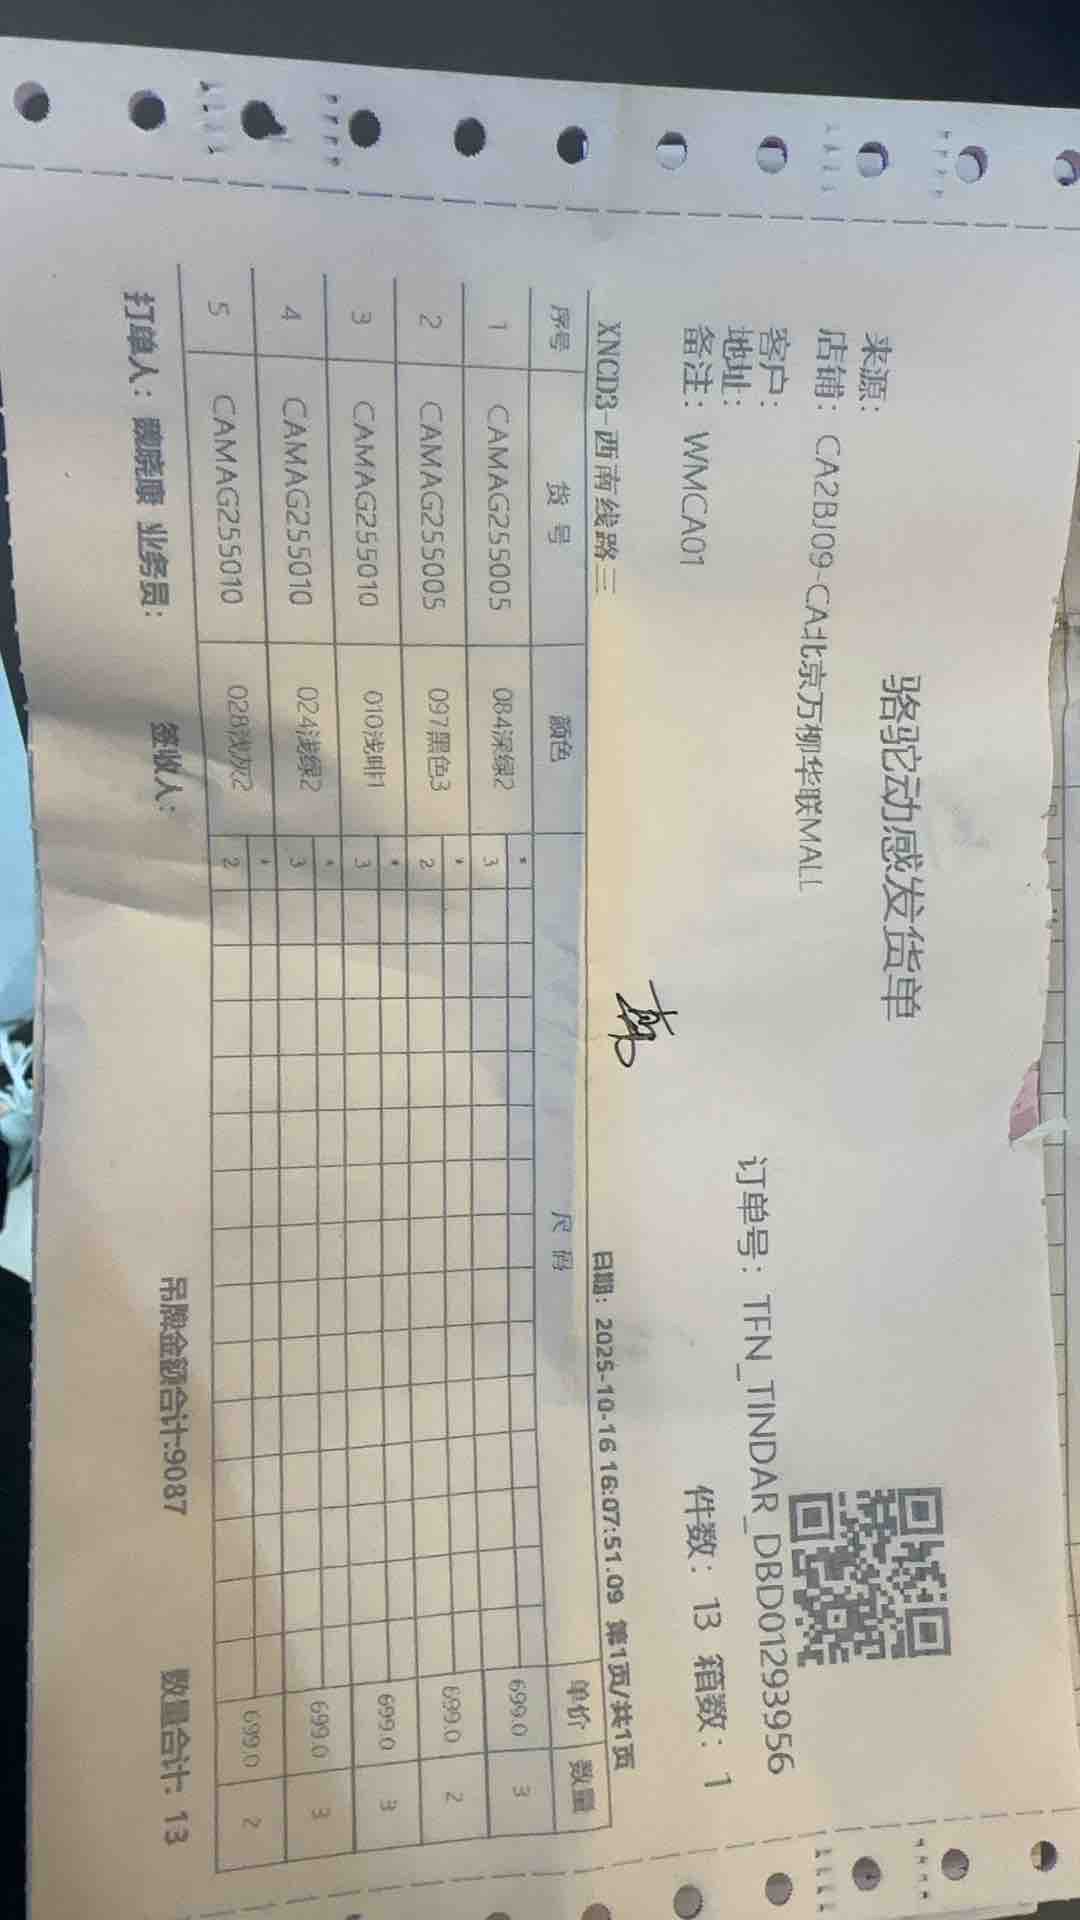 骆驼动感发货单
来源:
店铺: CA2BJ09-CA北京万柳华联MALL
客户:
地址:
订单号: TFN_TINDAR_DBD01293956
备注: WMCA01
件数: 13 箱数: 1
XNCD3-西南线路三
日期: 2025-10-16 16:07:51.09 第1页/共1页
序号 货号 颜色 尺码 单价 数量
*
1 CAMAG255005 084深绿2 3 699.0 3
*
2 CAMAG255005 097黑色3 2 699.0 2
*
3 CAMAG255010 010浅啡1 3 699.0 3
*
4 CAMAG255010 024浅绿2 3 699.0 3
*
5 CAMAG255010 028浅灰2 2 699.0 2
打单人: 魏晓康 业务员: 签收人: 吊牌金额合计:9087 数量合计: 13